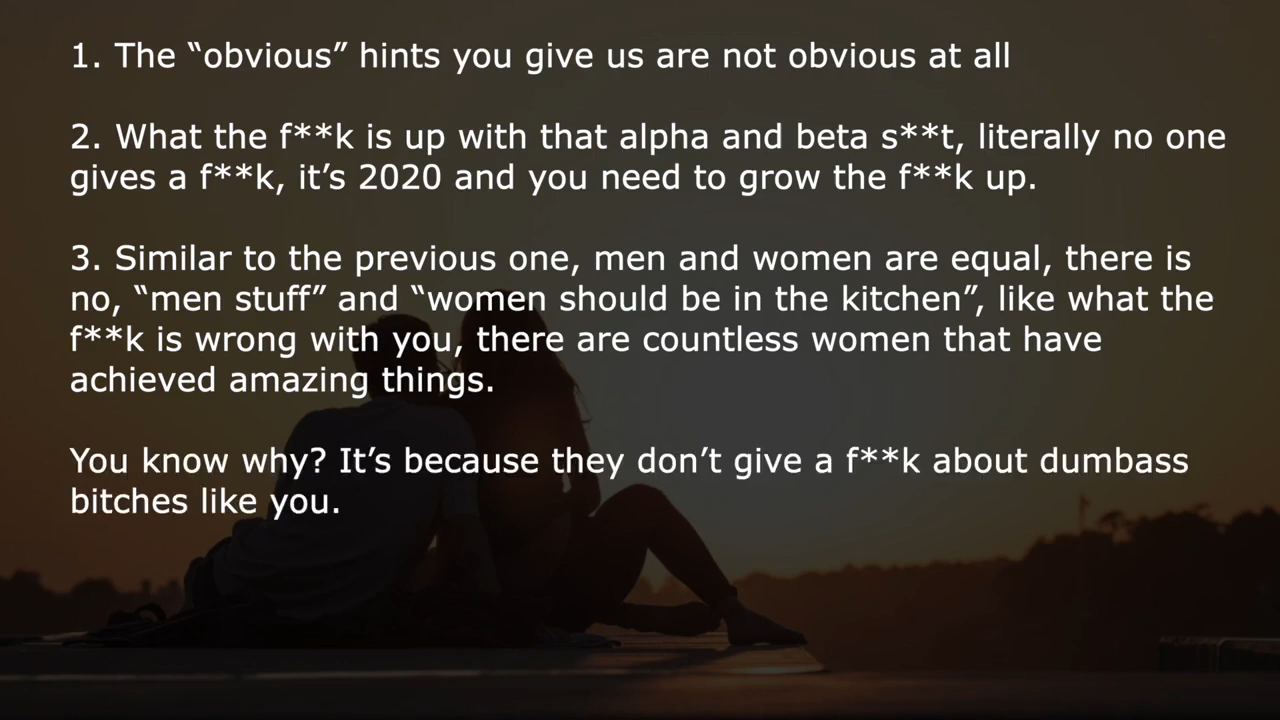 1. The “obvious” hints you give us are not obvious at all
2. What the f**k is up with that alpha and beta s**t, literally no one
gives a f**k, it’s 2020 and you need to grow the f**k up.
3. Similar to the previous one, men and women are equal, there is
no, “men stuff” and “women should be in the kitchen”, like what the
f**k is wrong with you, there are countless women that have
achieved amazing things.
You know why? It’s because they don’t give a f**k about dumbass
bitches like you.